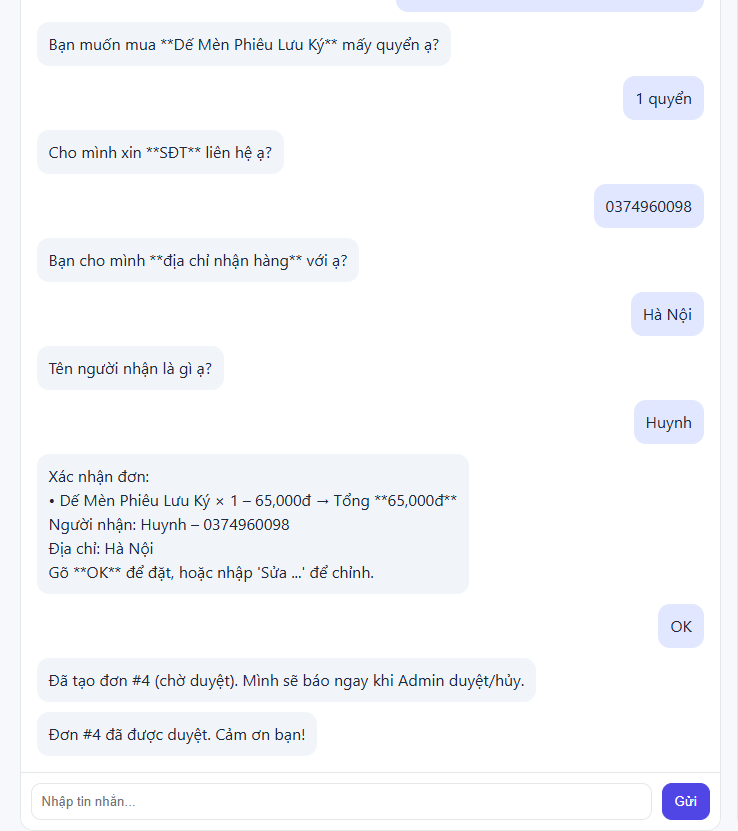 Bạn muốn mua **Dế Mèn Phiêu Lưu Ký** mấy quyển ạ?
1 quyển
Cho mình xin **SĐT** liên hệ ạ?
0374960098
Bạn cho mình **địa chỉ nhận hàng** với ạ?
Hà Nội
Tên người nhận là gì ạ?
Huynh
Xác nhận đơn:
• Dế Mèn Phiêu Lưu Ký × 1 – 65,000đ → Tổng **65,000đ**
Người nhận: Huynh – 0374960098
Địa chỉ: Hà Nội
Gõ **OK** để đặt, hoặc nhập 'Sửa ...' để chỉnh.
OK
Đã tạo đơn #4 (chờ duyệt). Mình sẽ báo ngay khi Admin duyệt/hủy.
Đơn #4 đã được duyệt. Cảm ơn bạn!
Nhập tin nhắn...
Gửi